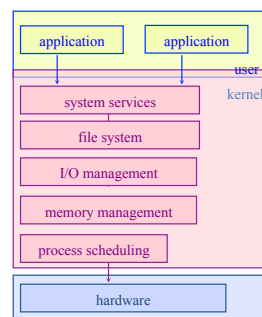 application application
user
kernel
system services
file system
I/O management
memory management
process scheduling
hardware